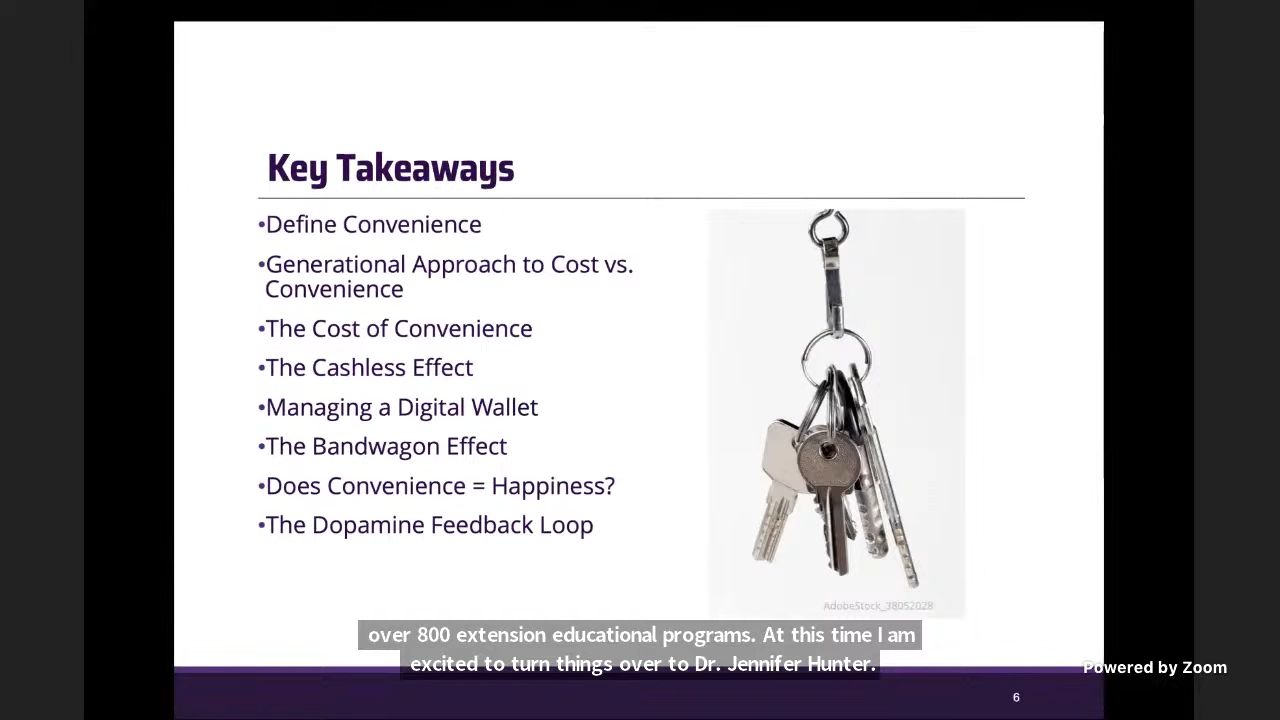 Key Takeaways
•Define Convenience
•Generational Approach to Cost vs.
Convenience
•The Cost of Convenience
•The Cashless Effect
•Managing a Digital Wallet
•The Bandwagon Effect
•Does Convenience = Happiness?
•The Dopamine Feedback Loop
AdobeStock_38052028
over 800 extension educational programs. At this time I am
excited to turn things over to Dr. Jennifer Hunter.
Powered by Zoom
6